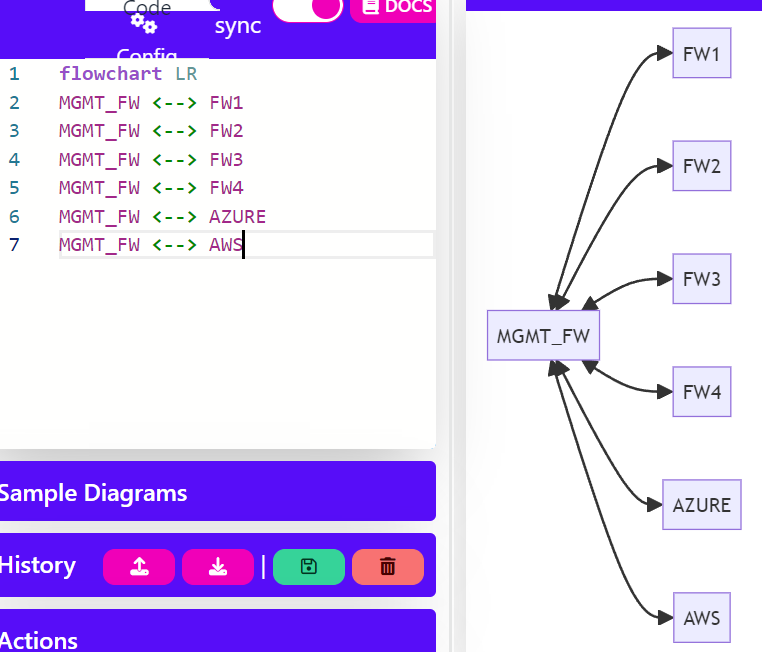 Code
sync
DOCS
Config
1 flowchart LR
2 MGMT_FW <--> FW1
3 MGMT_FW <--> FW2
4 MGMT_FW <--> FW3
5 MGMT_FW <--> FW4
6 MGMT_FW <--> AZURE
7 MGMT_FW <--> AWS
Sample Diagrams
History |
Actions
FW1
FW2
FW3
MGMT_FW
FW4
AZURE
AWS